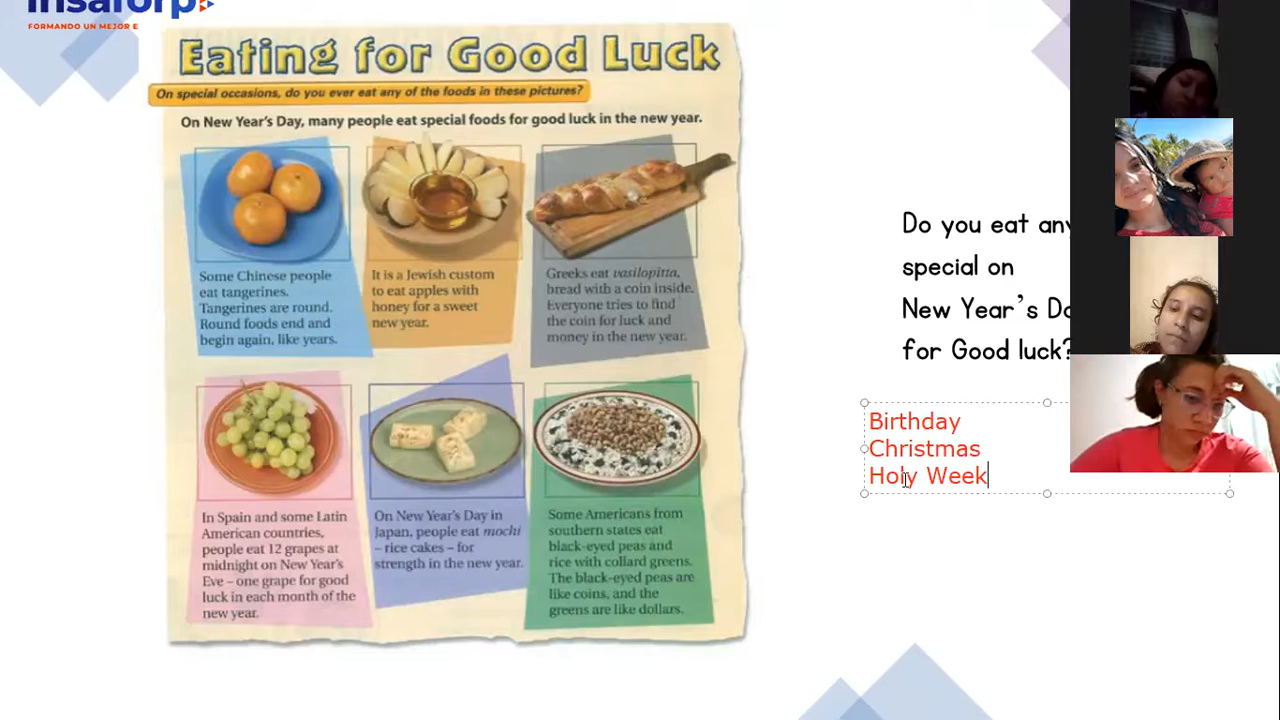 insaforp
FORMANDO UN MEJOR E
Eating for Good Luck
On special occasions, do you ever eat any of the foods in these pictures?
On New Year's Day, many people eat special foods for good luck in the new year.
Some Chinese people
eat tangerines.
Tangerines are round.
Round foods end and
begin again, like years.
It is a Jewish custom
to eat apples with
honey for a sweet
new year.
Greeks eat vasilopitta,
bread with a coin inside.
Everyone tries to find
the coin for luck and
money in the new year.
In Spain and some Latin
American countries,
people eat 12 grapes at
midnight on New Year's
Eve – one grape for good
luck in each month of the
new year.
On New Year's Day in
Japan, people eat mochi
– rice cakes – for
strength in the new year.
Some Americans from
southern states eat
black-eyed peas and
rice with collard greens.
The black-eyed peas are
like coins, and the
greens are like dollars.
Do you eat any
special on
New Year's Da
for Good luck?
Birthday
Christmas
Holy Week